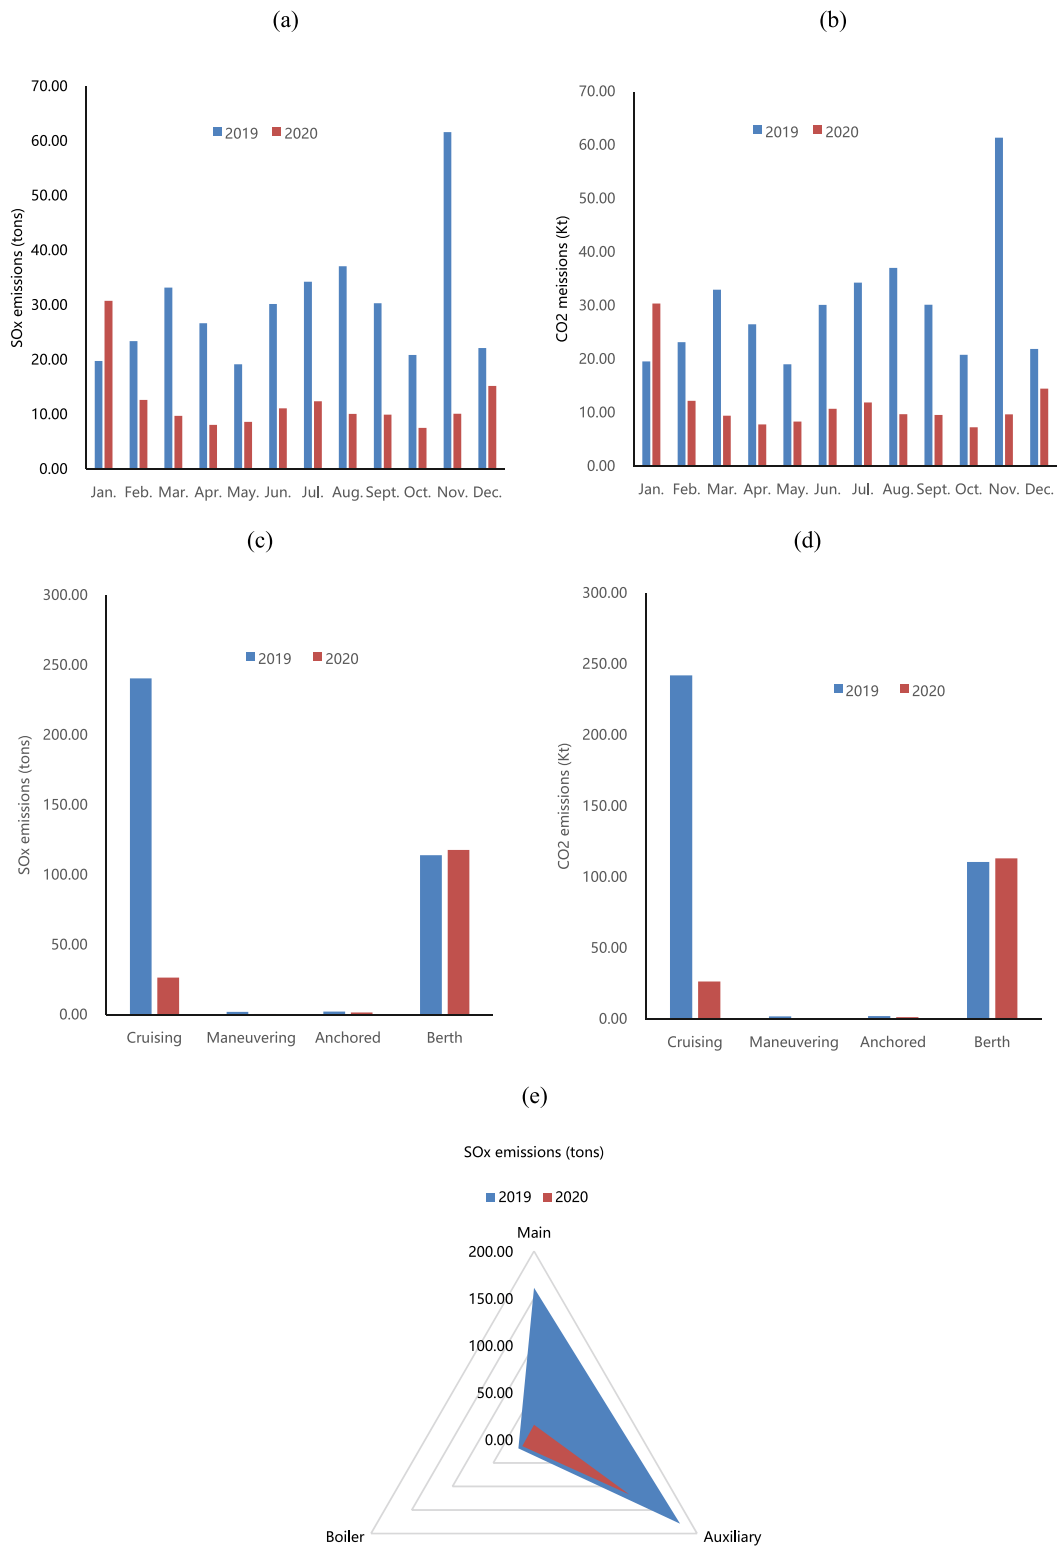 (a)
70.00
60.00
50.00
40.00
30.00
20.00
10.00
0.00
SOx emissions (tons)
2019 2020
Jan. Feb. Mar. Apr. May. Jun. Jul. Aug. Sept. Oct. Nov. Dec.
(b)
70.00
60.00
50.00
40.00
30.00
20.00
10.00
0.00
CO2 meissions (Kt)
2019 2020
Jan. Feb. Mar. Apr. May. Jun. Jul. Aug. Sept. Oct. Nov. Dec.
(c)
300.00
250.00
200.00
150.00
100.00
50.00
0.00
SOx emissions (tons)
2019 2020
Cruising Maneuvering Anchored Berth
(d)
300.00
250.00
200.00
150.00
100.00
50.00
0.00
CO2 emissions (Kt)
2019 2020
Cruising Maneuvering Anchored Berth
(e)
SOx emissions (tons)
2019 2020
Main
200.00
150.00
100.00
50.00
0.00
Boiler Auxiliary